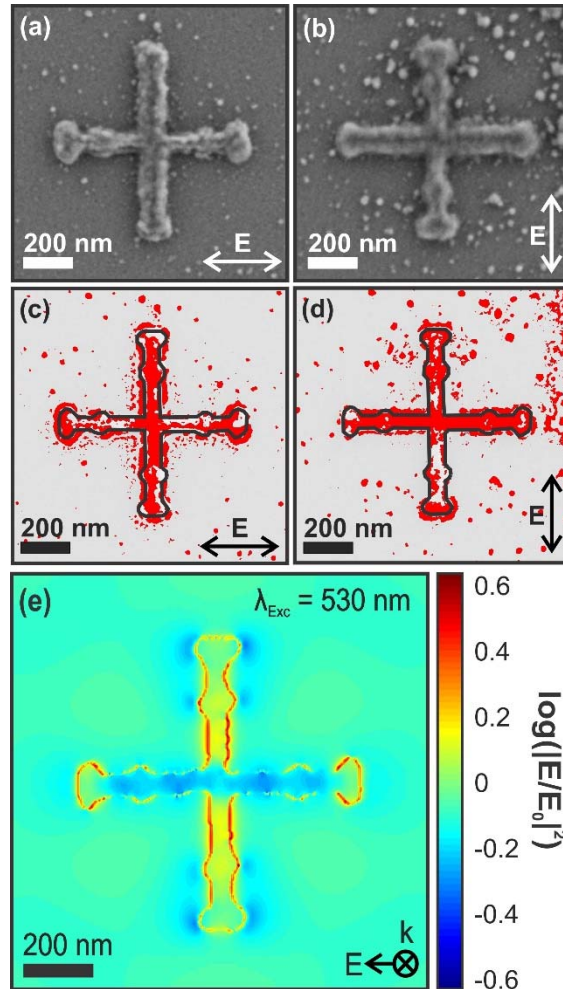 (a)
200 nm
E
(b)
200 nm
E
(c)
200 nm
E
(d)
200 nm
E
(e)
λExc = 530 nm
200 nm
E
k
0.6
0.4
0.2
0
-0.2
-0.4
-0.6
log(|E/E₀|²)